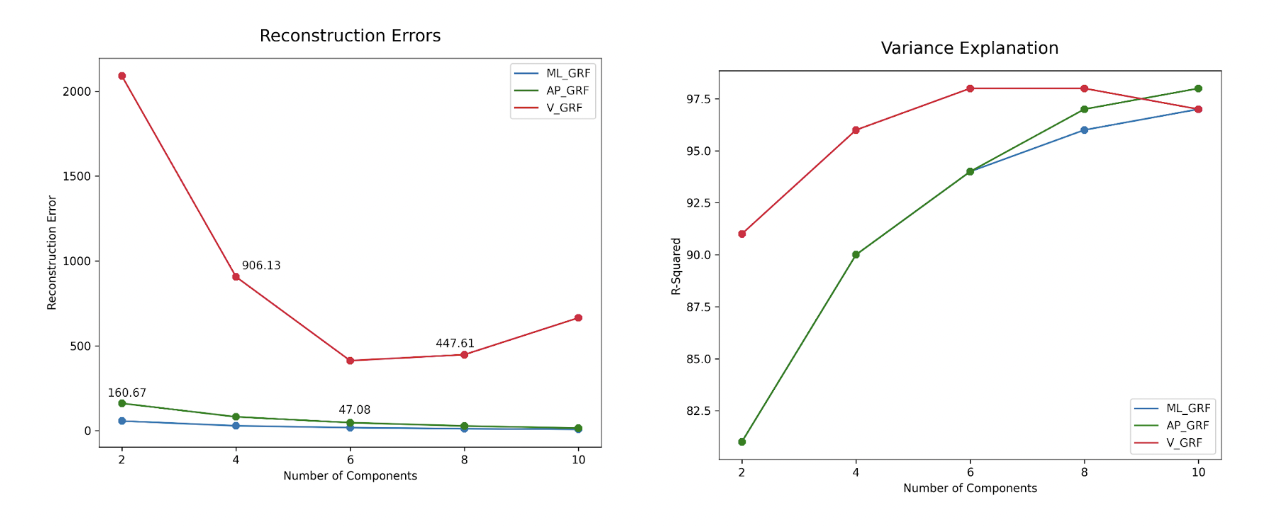 Reconstruction Errors
2000
1500
1000
500
0
Reconstruction Error
ML_GRF
AP_GRF
V_GRF
906.13
447.61
160.67
47.08
2 4 6 8 10
Number of Components
Variance Explanation
97.5
95.0
92.5
90.0
87.5
85.0
82.5
R-Squared
ML_GRF
AP_GRF
V_GRF
2 4 6 8 10
Number of Components